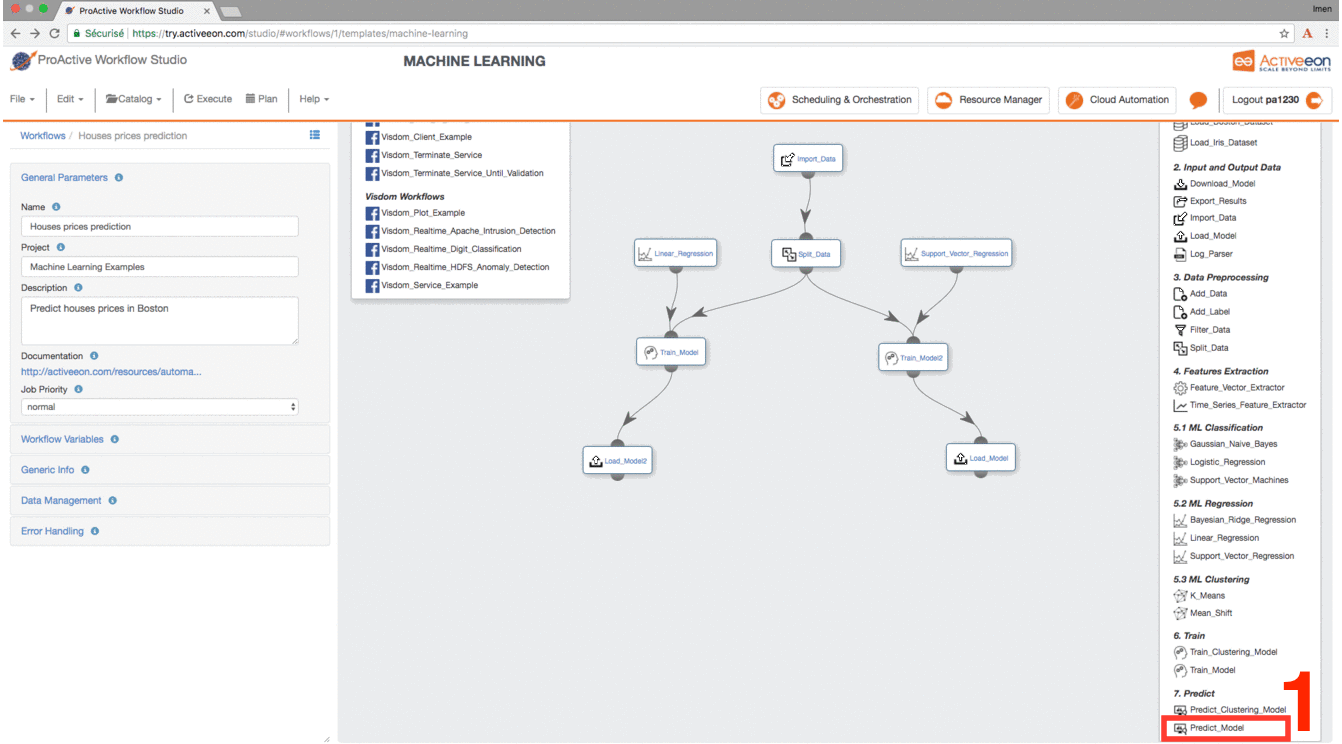 ProActive Workflow Studio
Imen
Sécurisé | https://try.activeeon.com/studio/#workflows/1/templates/machine-learning
ProActive Workflow Studio
MACHINE LEARNING
Activeeon
SCALE BEYOND LIMITS
File
Edit
Catalog
Execute
Plan
Help
Scheduling & Orchestration
Resource Manager
Cloud Automation
Logout pa1230
Workflows / Houses prices prediction
General Parameters
Name
Houses prices prediction
Project
Machine Learning Examples
Description
Predict houses prices in Boston
Documentation
http://activeeon.com/resources/automa...
Job Priority
normal
Workflow Variables
Generic Info
Data Management
Error Handling
Visdom_Client_Example
Visdom_Terminate_Service
Visdom_Terminate_Service_Until_Validation
Visdom Workflows
Visdom_Plot_Example
Visdom_Realtime_Apache_Intrusion_Detection
Visdom_Realtime_Digit_Classification
Visdom_Realtime_HDFS_Anomaly_Detection
Visdom_Service_Example
Import_Data
Linear_Regression
Split_Data
Support_Vector_Regression
Train_Model
Train_Model2
Load_Model2
Load_Model
Load_Boston_Dataset
Load_Iris_Dataset
2. Input and Output Data
Download_Model
Export_Results
Import_Data
Load_Model
Log_Parser
3. Data Preprocessing
Add_Data
Add_Label
Filter_Data
Split_Data
4. Features Extraction
Feature_Vector_Extractor
Time_Series_Feature_Extractor
5.1 ML Classification
Gaussian_Naive_Bayes
Logistic_Regression
Support_Vector_Machines
5.2 ML Regression
Bayesian_Ridge_Regression
Linear_Regression
Support_Vector_Regression
5.3 ML Clustering
K_Means
Mean_Shift
6. Train
Train_Clustering_Model
Train_Model
7. Predict
Predict_Clustering_Model
Predict_Model
1